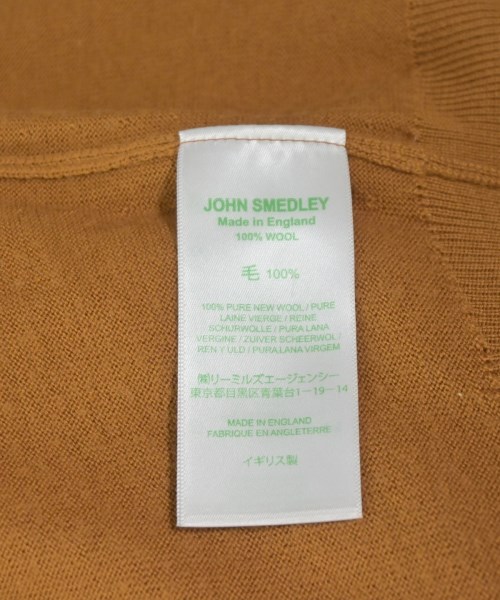 JOHN SMEDLEY
Made in England
100% WOOL
毛 100%
100% PURE NEW WOOL / PURE
LAINE VIERGE / REINE
SCHURWOLLE / PURA LANA
VERGINE / ZUIVER SCHEERWOL /
REN Y ULD / PURA LANA VIRGEM
㈲リーミルズエージェンシー
東京都目黒区青葉台1-19-14
MADE IN ENGLAND
FABRIQUE EN ANGLETERRE
イギリス製